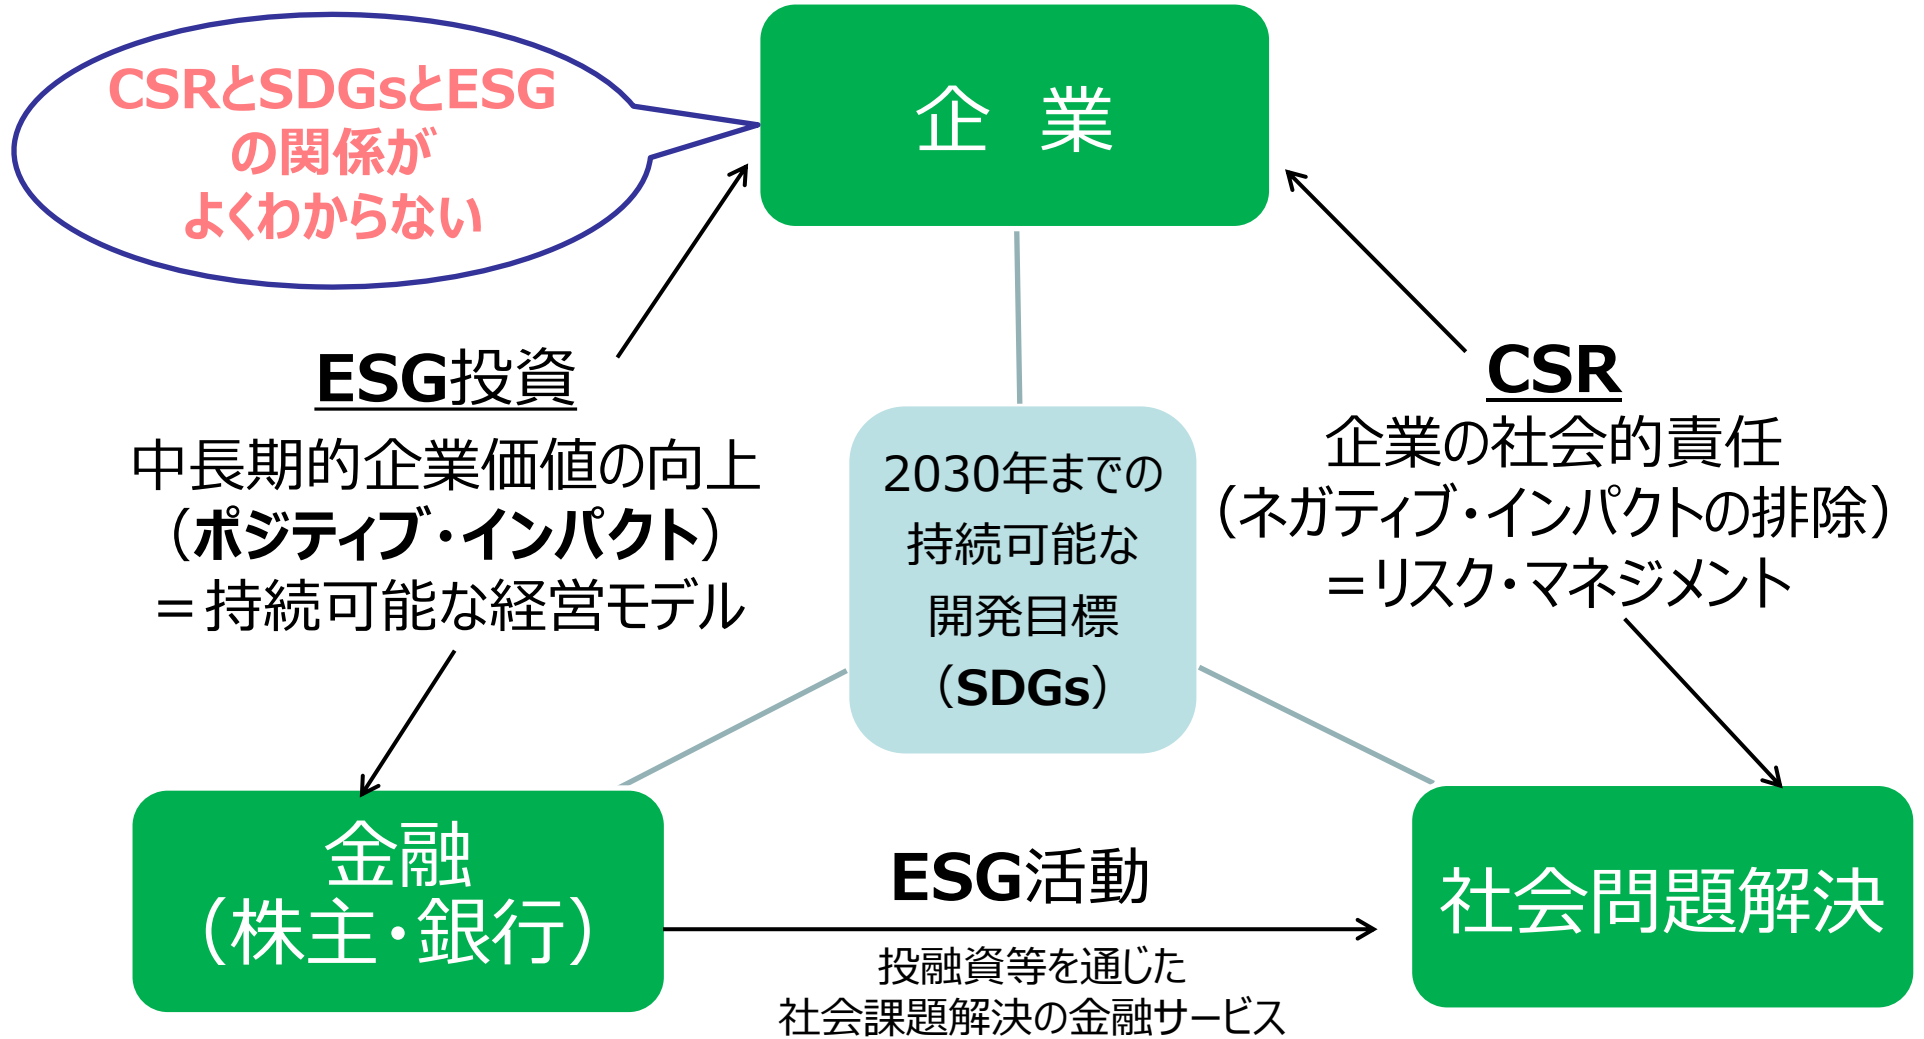 CSRとSDGsとESG
の関係が
よくわからない
企　業
ESG投資
中長期的企業価値の向上
（ポジティブ・インパクト）
＝持続可能な経営モデル
CSR
企業の社会的責任
（ネガティブ・インパクトの排除）
＝リスク・マネジメント
2030年までの
持続可能な
開発目標
（SDGs）
金融
（株主・銀行）
ESG活動
投融資等を通じた
社会課題解決の金融サービス
社会問題解決